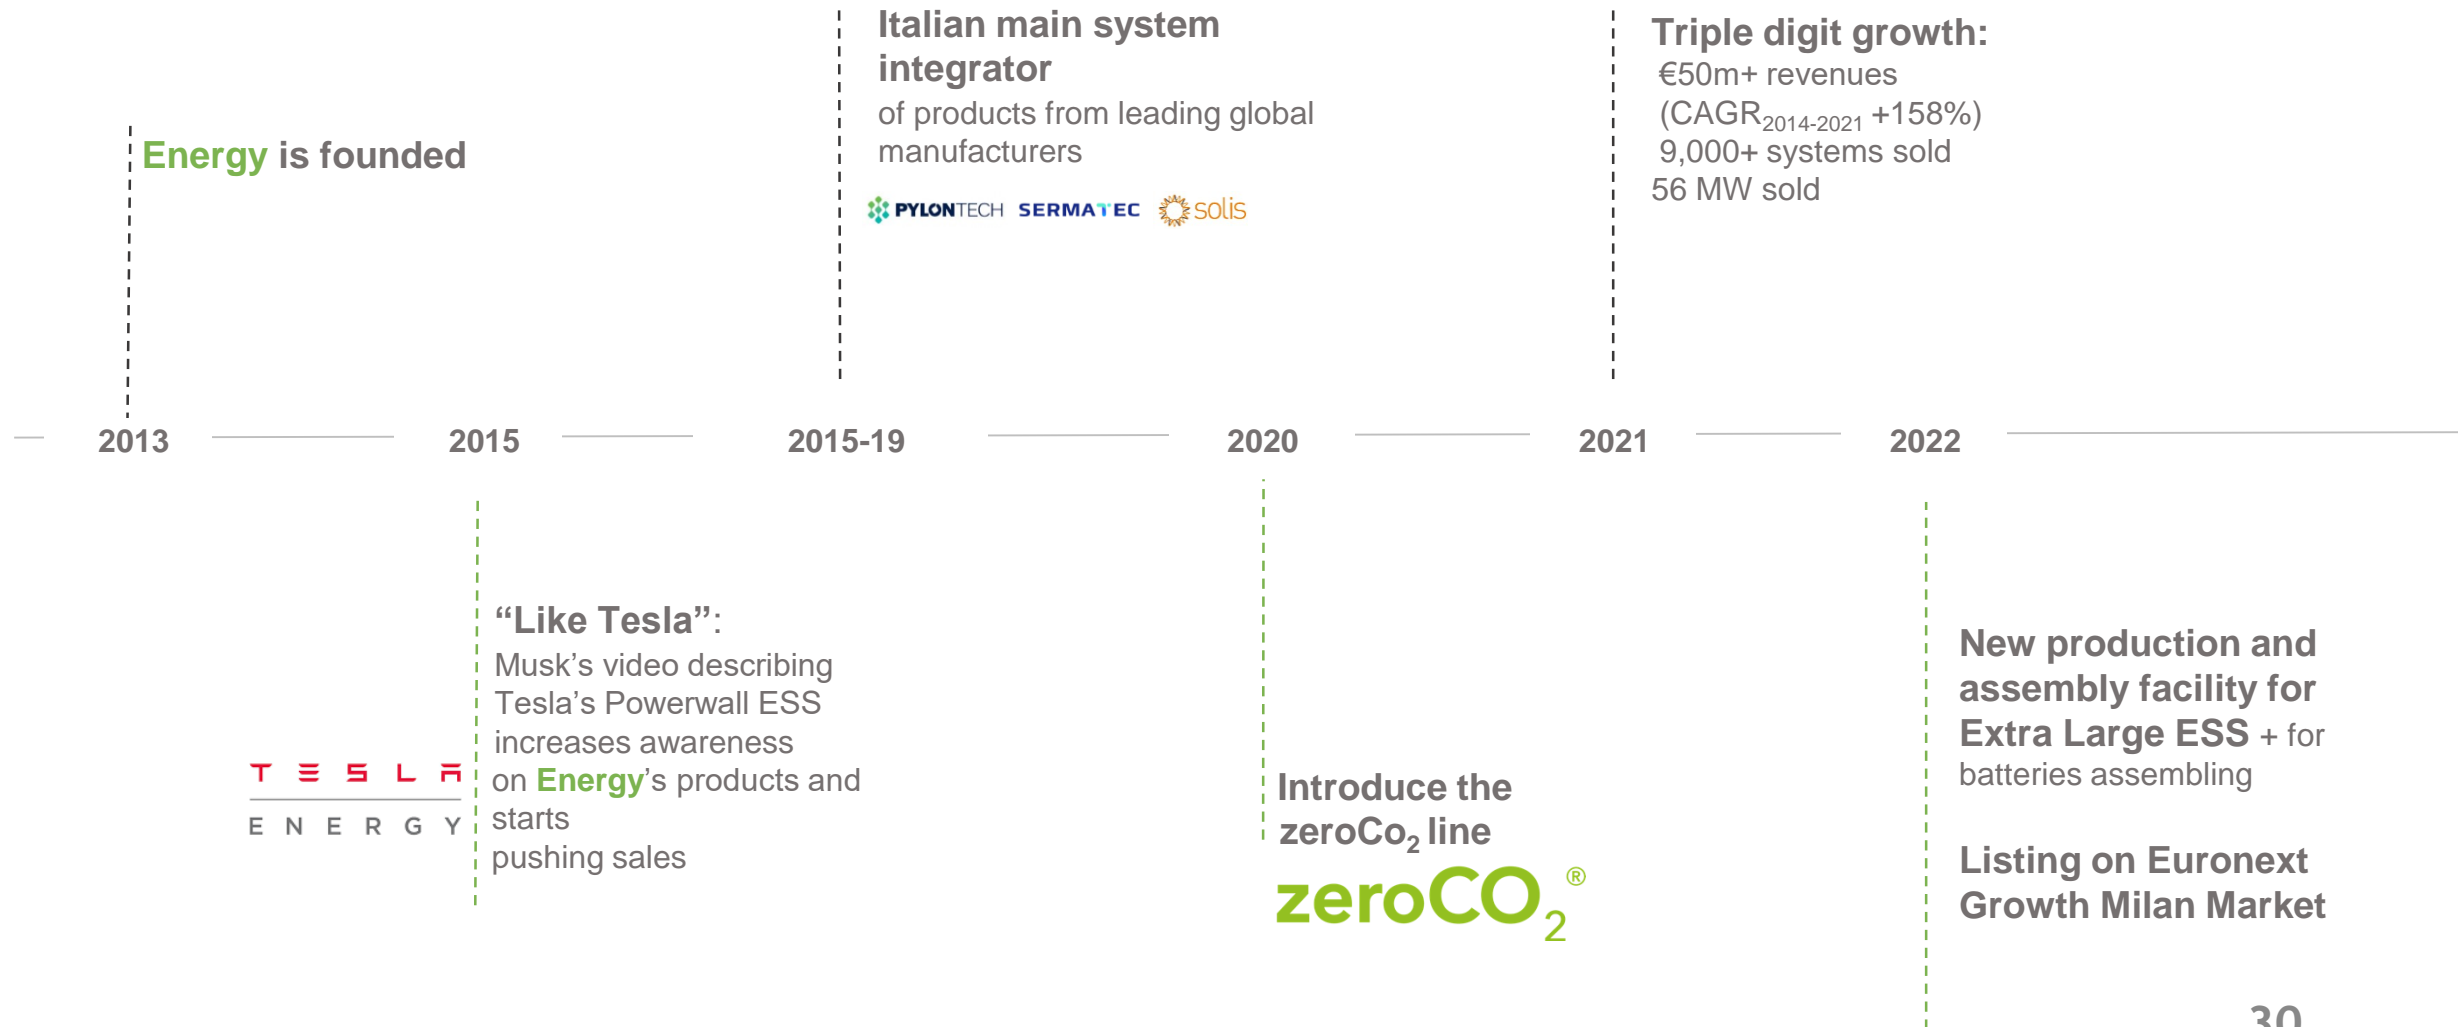 Italian main system
integrator
of products from leading global
manufacturers
PYLONTECH SERMATEC solis
Triple digit growth:
€50m+ revenues
(CAGR2014-2021 +158%)
9,000+ systems sold
56 MW sold
Energy is founded
2013
2015
2015-19
2020
2021
2022
“Like Tesla”:
Musk’s video describing
Tesla’s Powerwall ESS
increases awareness
on Energy’s products and
starts
pushing sales
TESLA
ENERGY
Introduce the
zeroCo2 line
zeroCO2®
New production and
assembly facility for
Extra Large ESS + for
batteries assembling
Listing on Euronext
Growth Milan Market
30